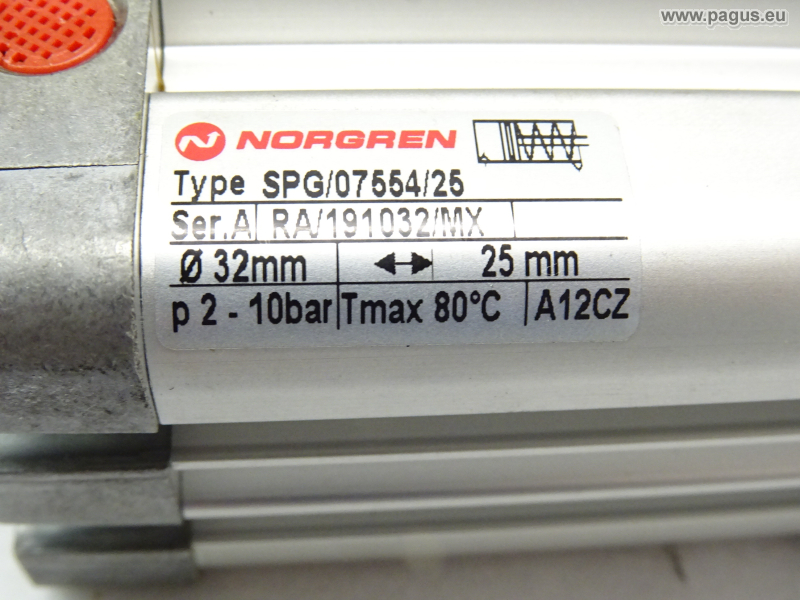 www.pagus.eu
NORGREN
Type SPG/07554/25
Ser.A RA/191032/MX
Ø 32mm 25 mm
p 2 - 10bar Tmax 80°C A12CZ